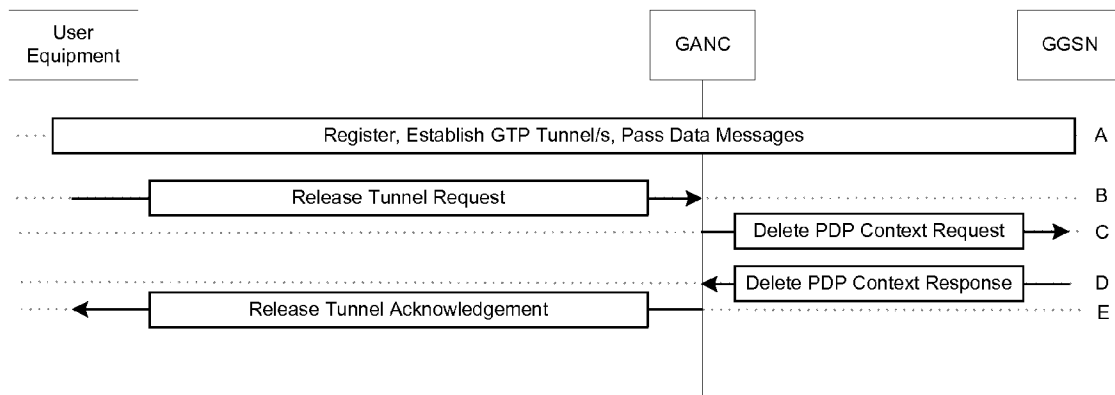 User
Equipment
GANC
GGSN
Register, Establish GTP Tunnel/s, Pass Data Messages
A
Release Tunnel Request
B
Delete PDP Context Request
C
Delete PDP Context Response
D
Release Tunnel Acknowledgement
E